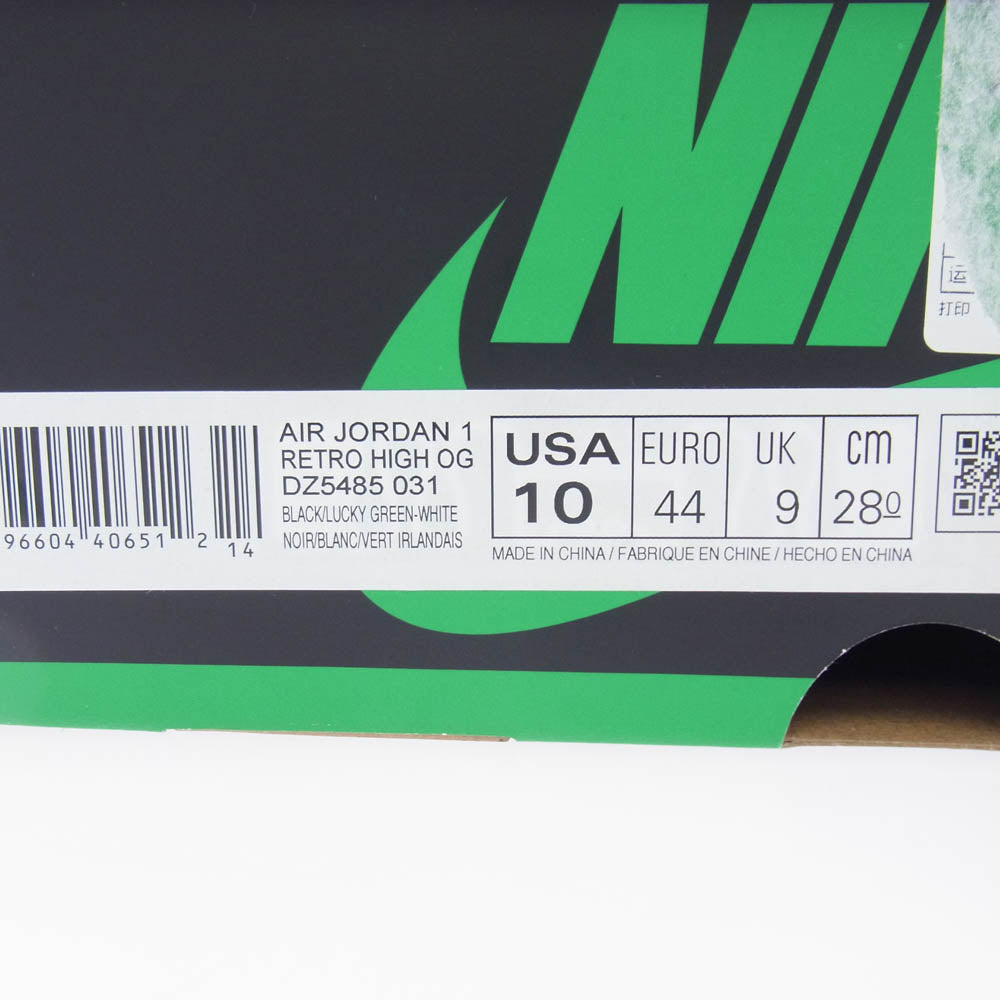 NI
运
打印
AIR JORDAN 1
RETRO HIGH OG
DZ5485 031
BLACK/LUCKY GREEN-WHITE
NOIR/BLANC/VERT IRLANDAIS
96604 40651 2 14
USA EURO UK cm
10 44 9 280
MADE IN CHINA / FABRIQUE EN CHINE / HECHO EN CHINA